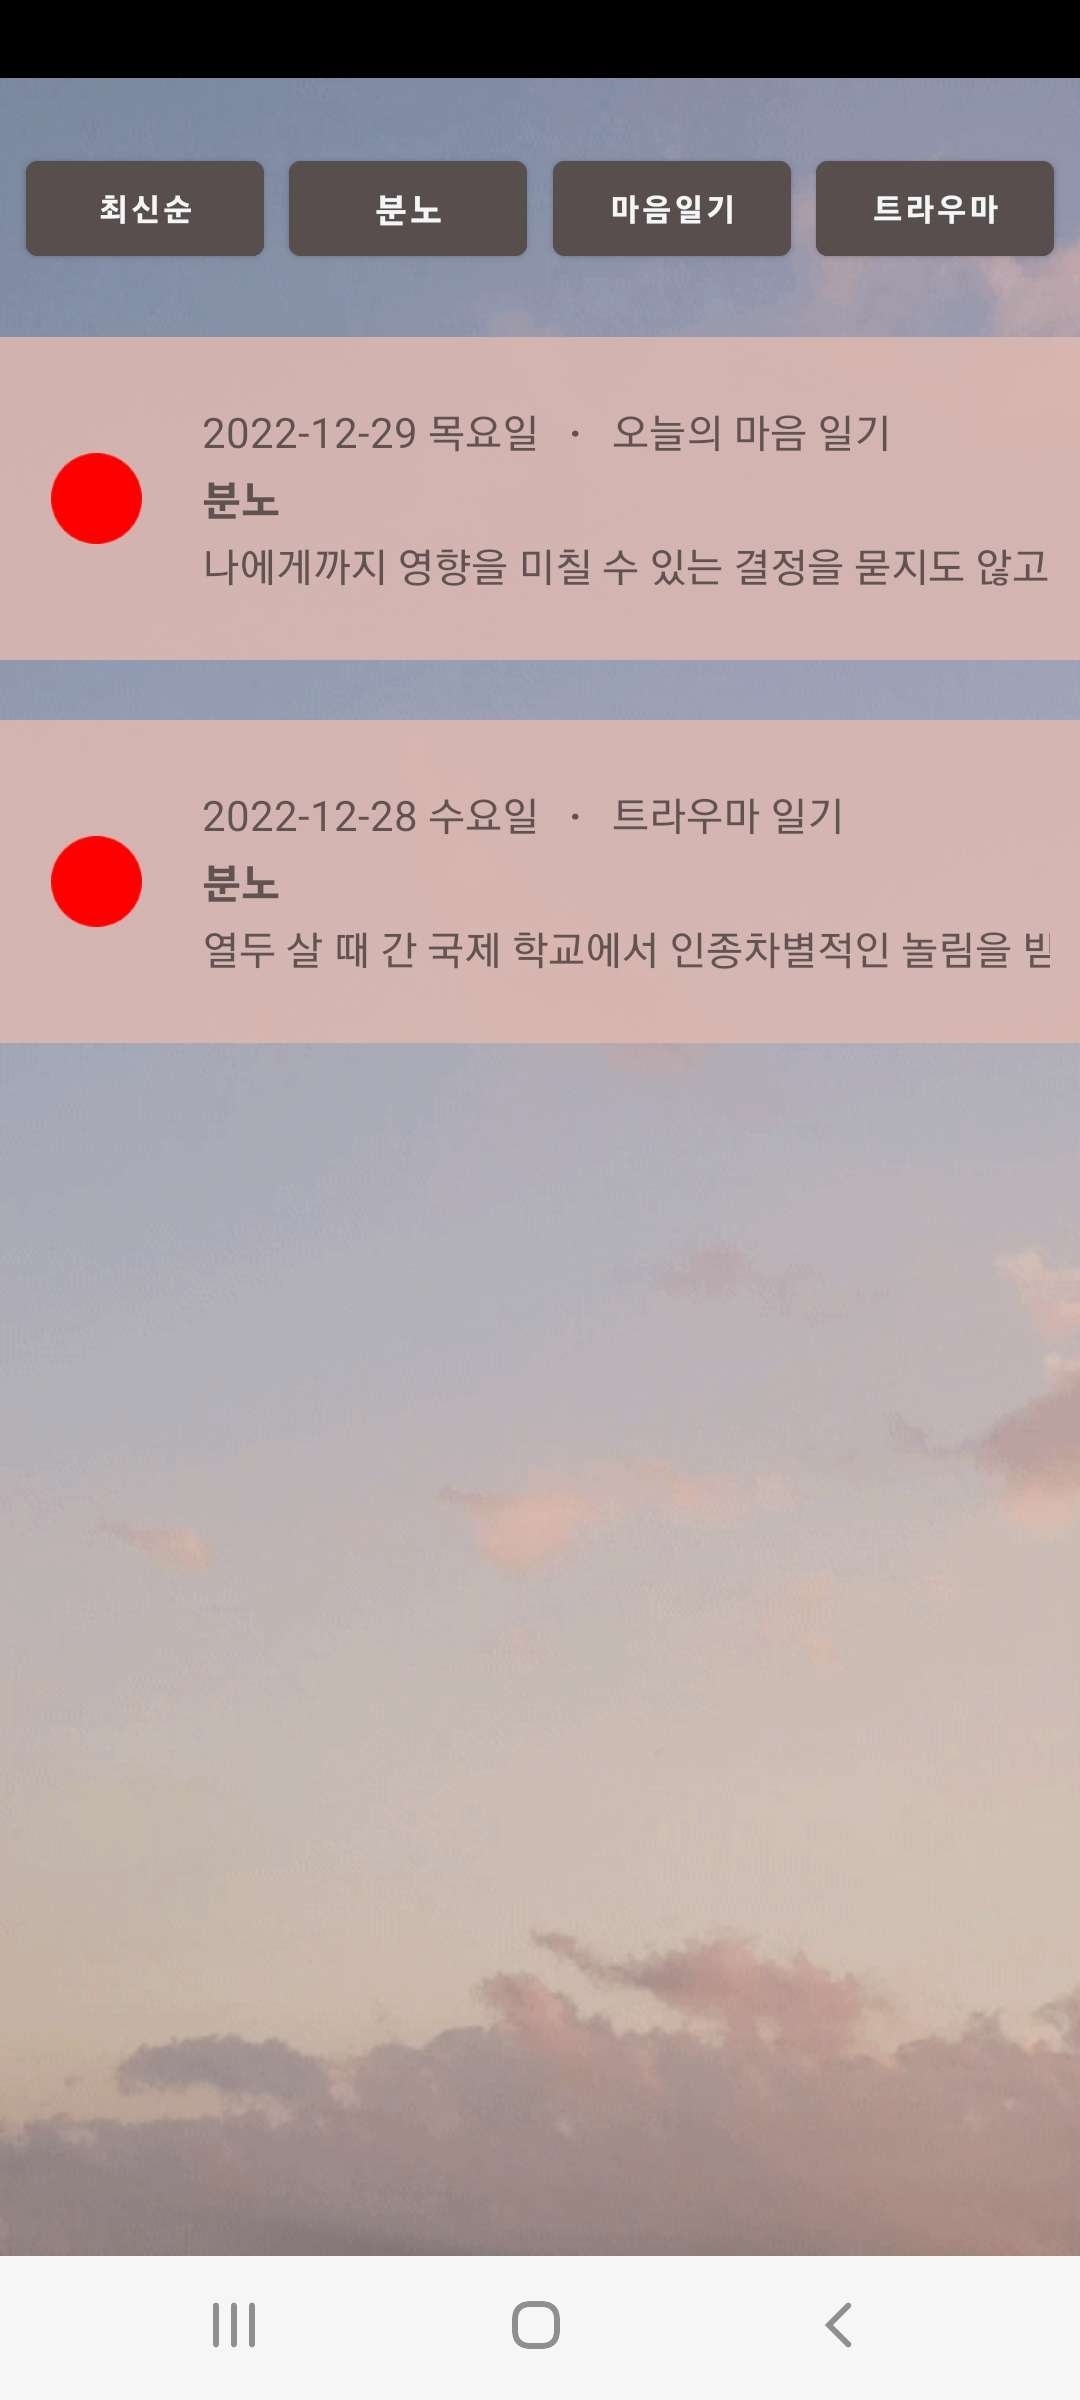 최신순 분노 마음일기 트라우마
2022-12-29 목요일 · 오늘의 마음 일기
분노
나에게까지 영향을 미칠 수 있는 결정을 묻지도 않고
2022-12-28 수요일 · 트라우마 일기
분노
열두 살 때 간 국제 학교에서 인종차별적인 놀림을